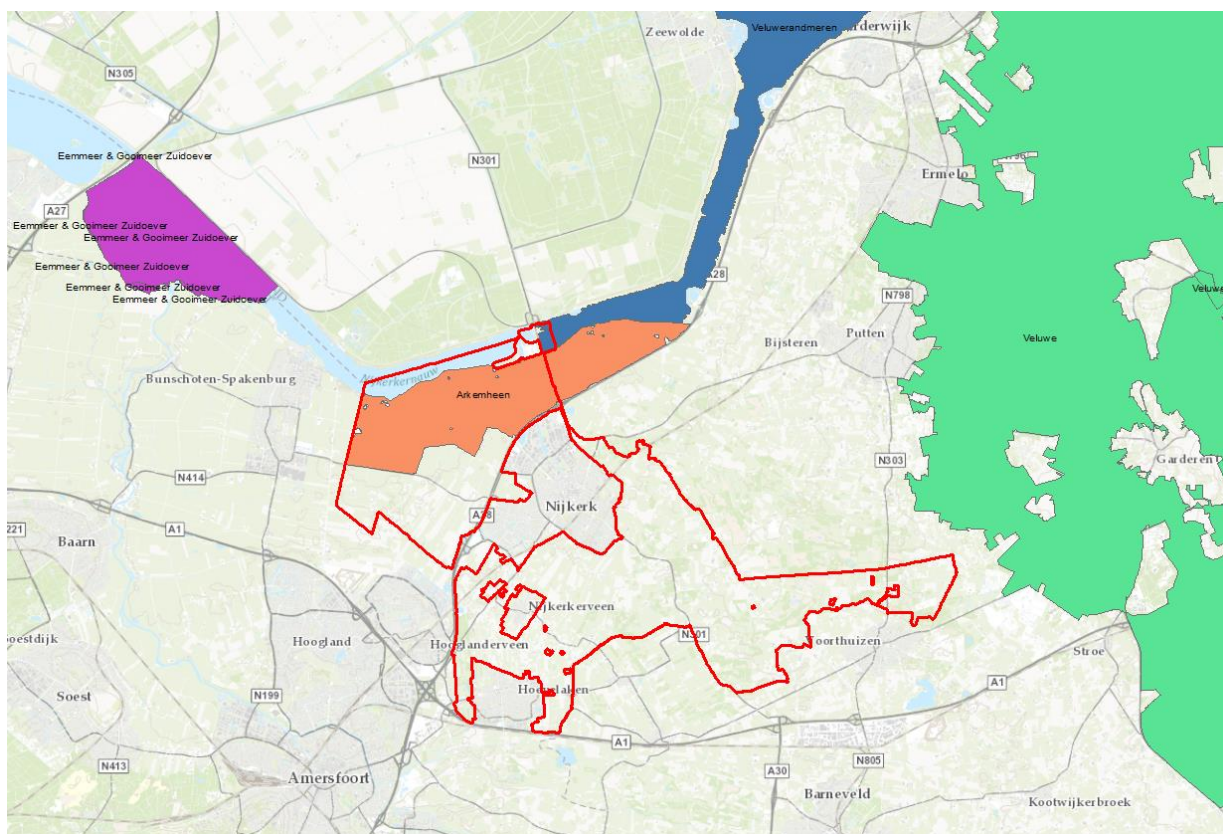 Veluwerandmeren
Zeewolde
N305
Eemmeer & Gooimeer Zuidoever
N301
Ermelo
A27
Eemmeer & Gooimeer Zuidoever
Eemmeer & Gooimeer Zuidoever
Eemmeer & Gooimeer Zuidoever
Eemmeer & Gooimeer Zuidoever
Eemmeer & Gooimeer Zuidoever
A28
N798
Putten
Veluwe
Veluwe
Bijsteren
Bunschoten-Spakenburg
Nijkerkernauw
Arkemheen
N303
Garderen
N414
Nijkerk
A28
A1
Baarn
Nijkerkerveen
Hoogland
Hooglanderveen
N301
Voorthuizen
Stroe
Soest
N199
Hoevelaken
A1
A1
N413
Amersfoort
A30
N805
Barneveld
Kootwijkerbroek